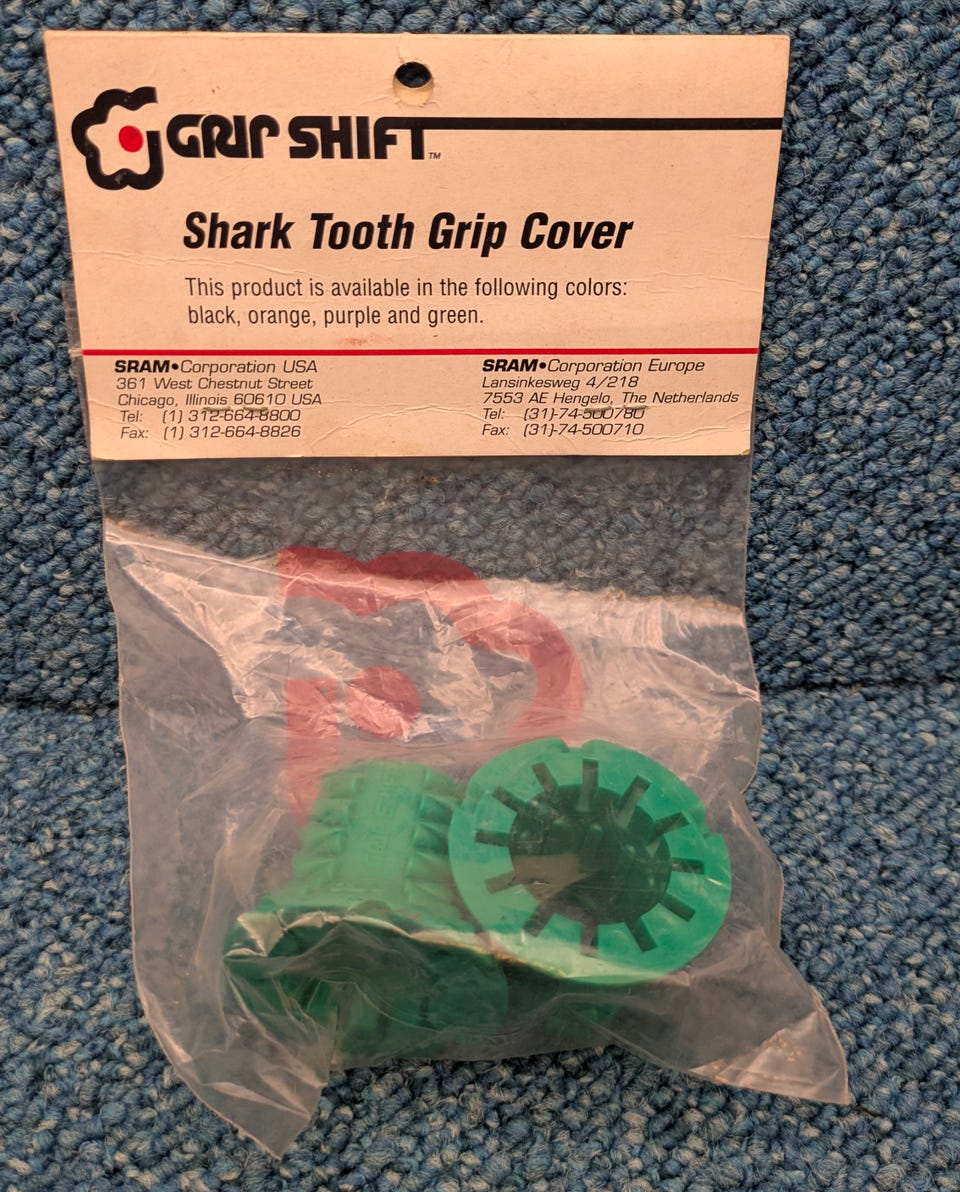 GRIP SHIFT™
Shark Tooth Grip Cover
This product is available in the following colors:
black, orange, purple and green.
SRAM•Corporation USA
361 West Chestnut Street
Chicago, Illinois 60610 USA
Tel: (1) 312-664-8800
Fax: (1) 312-664-8826
SRAM•Corporation Europe
Lansinkesweg 4/218
7553 AE Hengelo, The Netherlands
Tel: (31)-74-500780
Fax: (31)-74-500710